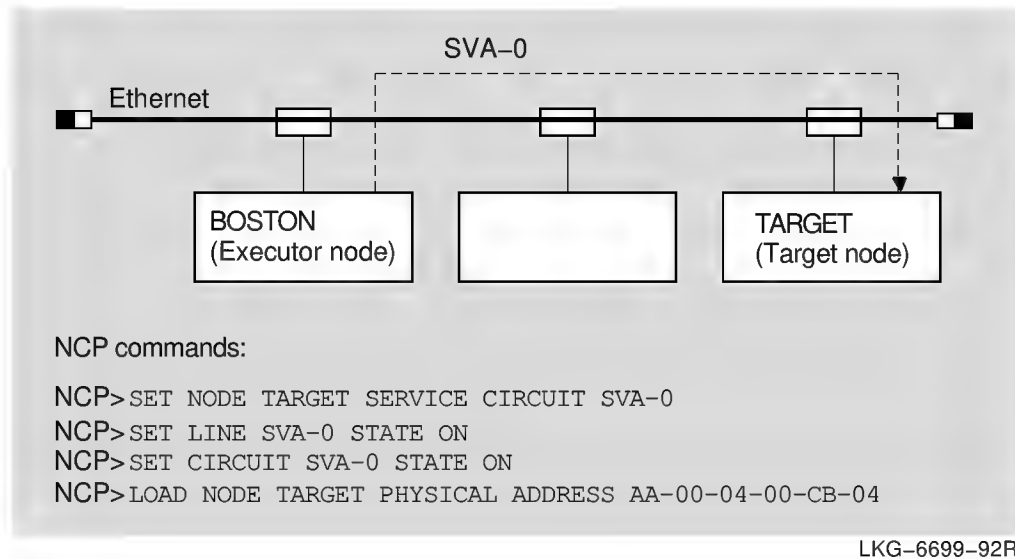 SVA–0
Ethernet
BOSTON
(Executor node)
TARGET
(Target node)
NCP commands:
NCP>SET NODE TARGET SERVICE CIRCUIT SVA-0
NCP>SET LINE SVA-0 STATE ON
NCP>SET CIRCUIT SVA-0 STATE ON
NCP>LOAD NODE TARGET PHYSICAL ADDRESS AA-00-04-00-CB-04
LKG–6699–92R